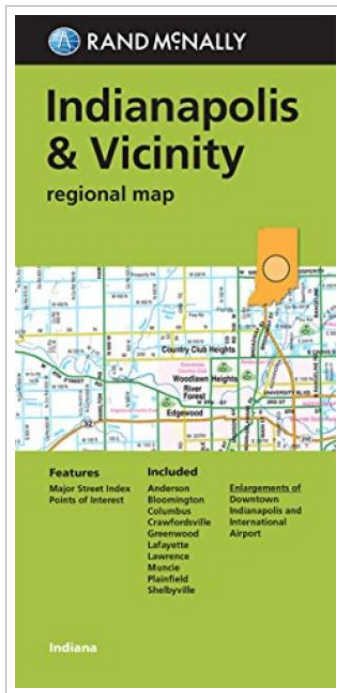 RAND MCNALLY
Indianapolis
& Vicinity
regional map
Country Club Heights
Woodlawn Heights
River
Forest
Edgewood
32
Features
Major Street Index
Points of Interest
Included
Anderson
Bloomington
Columbus
Crawfordsville
Greenwood
Lafayette
Lawrence
Muncie
Plainfield
Shelbyville
Enlargements of
Downtown
Indianapolis and
International
Airport
Indiana